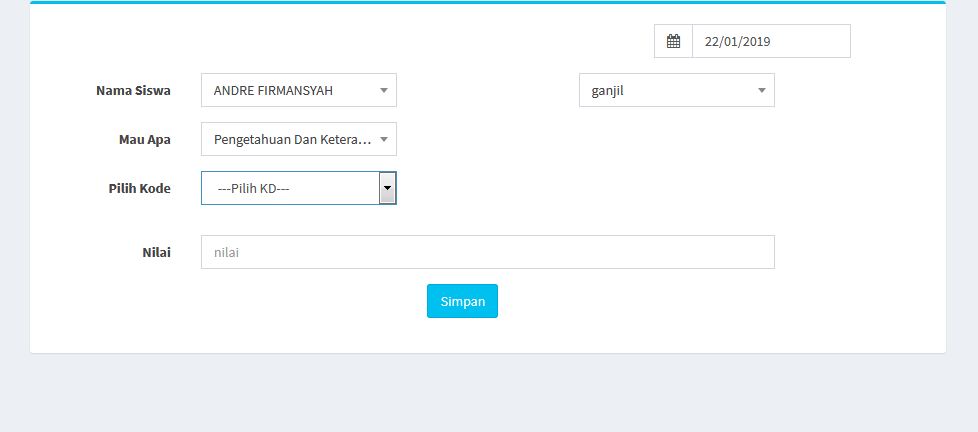 22/01/2019
Nama Siswa
ANDRE FIRMANSYAH
ganjil
Mau Apa
Pengetahuan Dan Ketera...
Pilih Kode
---Pilih KD---
Nilai
nilai
Simpan